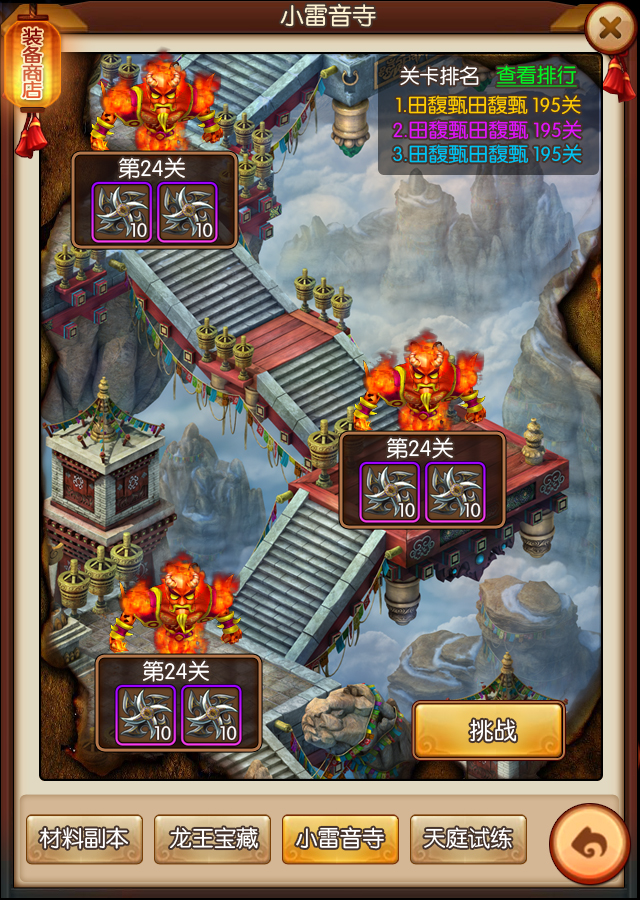 小雷音寺
装备商店
关卡排名 查看排行
1.田馥甄田馥甄 195关
2.田馥甄田馥甄 195关
3.田馥甄田馥甄 195关
第24关
10 10
第24关
10 10
第24关
10 10
挑战
材料副本 龙王宝藏 小雷音寺 天庭试练